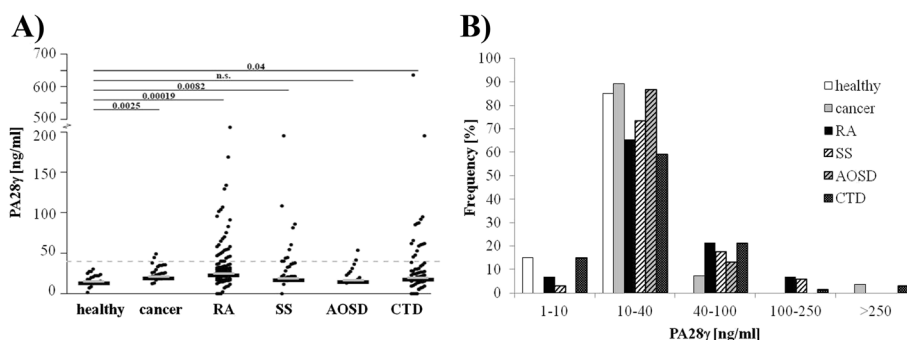 A)
PA28γ [ng/ml]
700
600
500
200
150
100
50
0
0.04
n.s.
0.0082
0.00019
0.0025
healthy cancer RA SS AOSD CTD
B)
Frequency [%]
100
90
80
70
60
50
40
30
20
10
0
healthy
cancer
RA
SS
AOSD
CTD
1-10 10-40 40-100 100-250 >250
PA28γ [ng/ml]